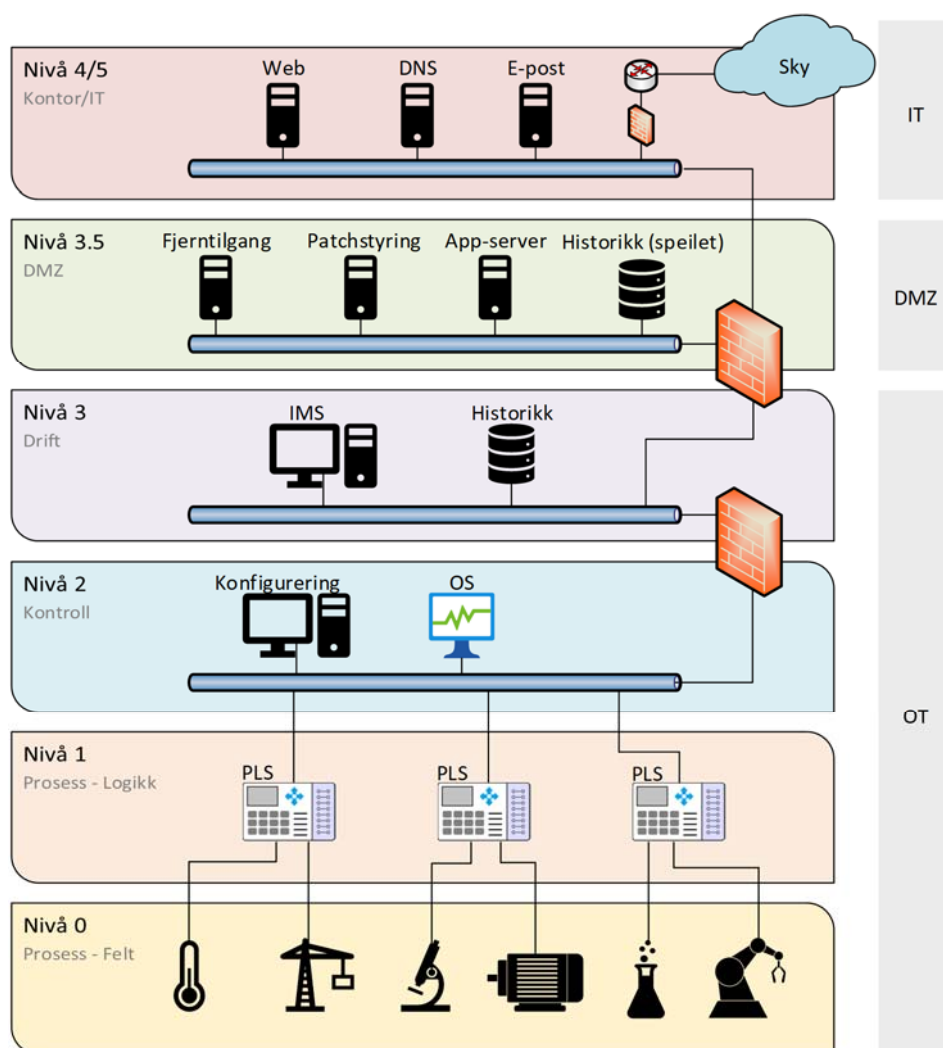 Sky
Nivå 4/5
Kontor/IT
Web
DNS
E-post
IT
Nivå 3.5
DMZ
Fjerntilgang
Patchstyring
App-server
Historikk (speilet)
DMZ
Nivå 3
Drift
IMS
Historikk
Nivå 2
Kontroll
Konfigurering
OS
OT
Nivå 1
Prosess - Logikk
PLS
PLS
PLS
Nivå 0
Prosess - Felt